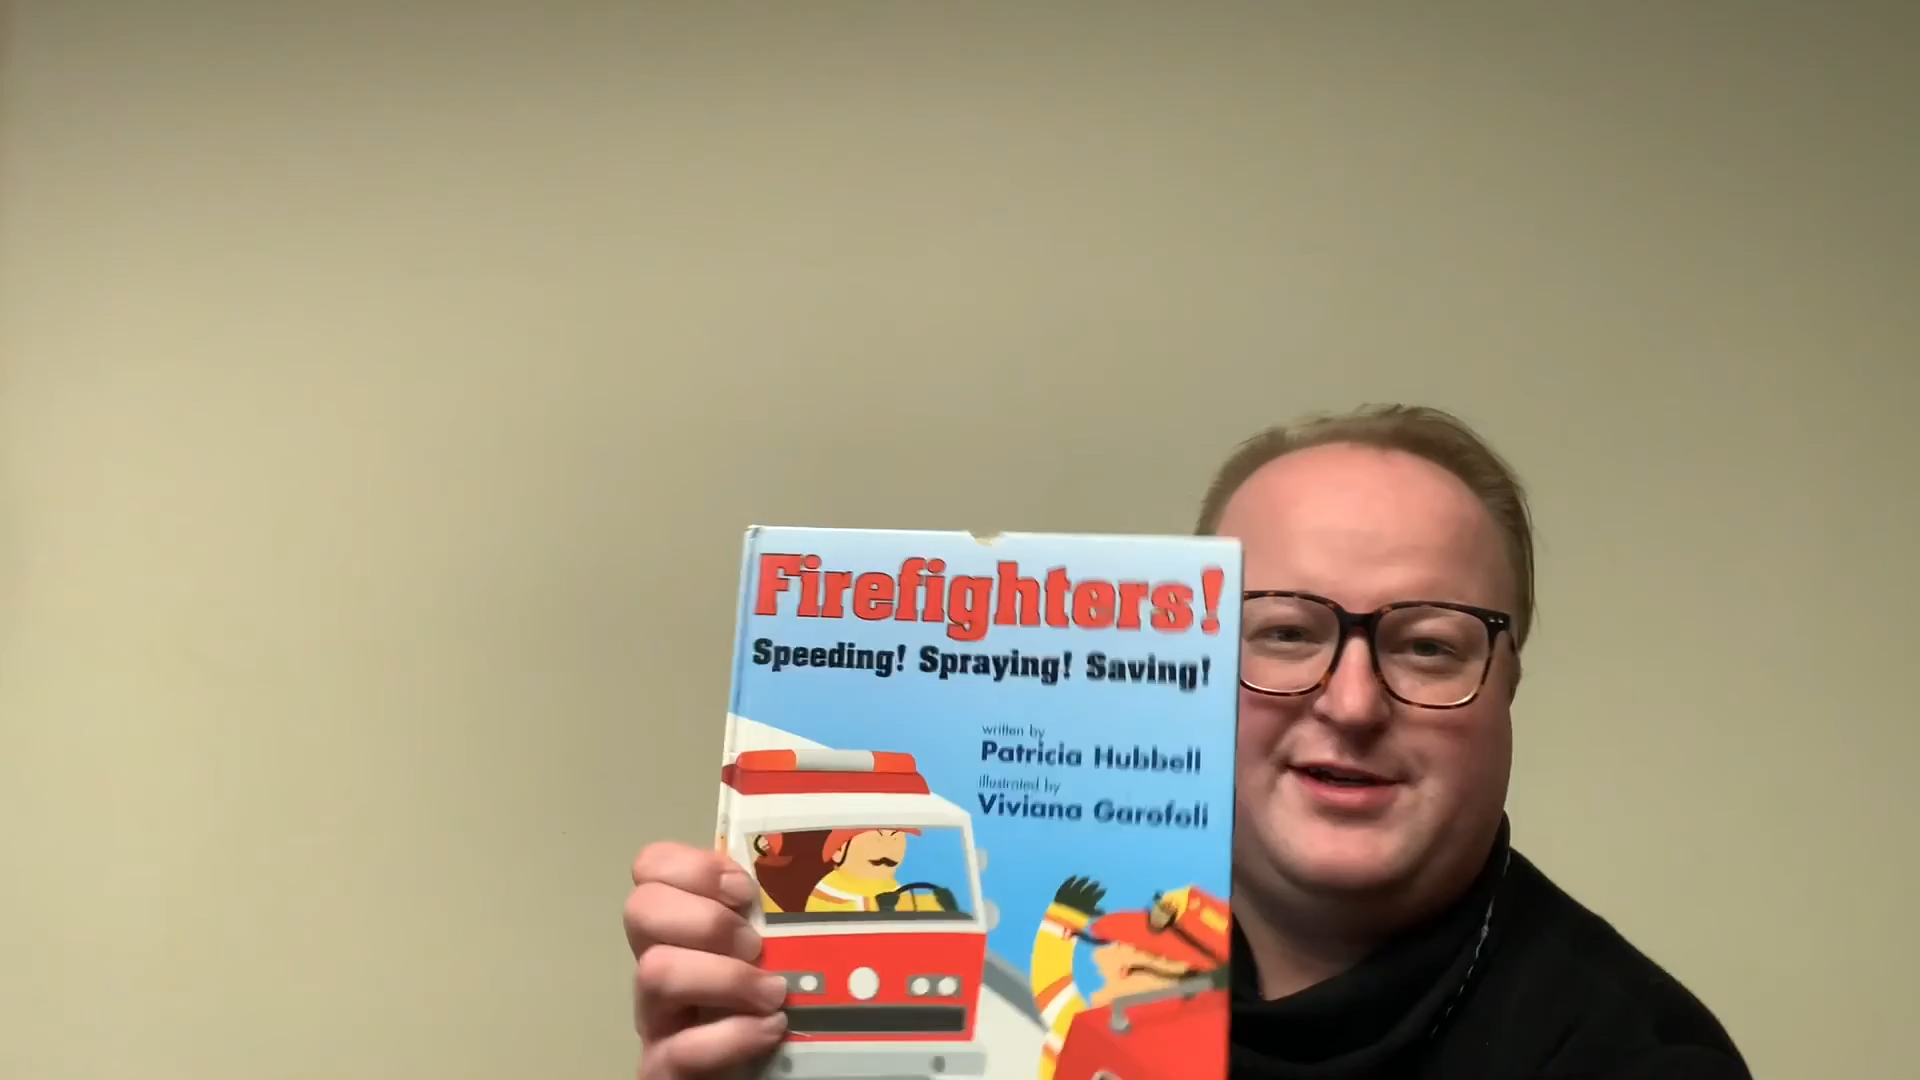 Firefighters!
Speeding! Spraying! Saving!
written by
Patricia Hubbell
illustrated by
Viviana Garofoli